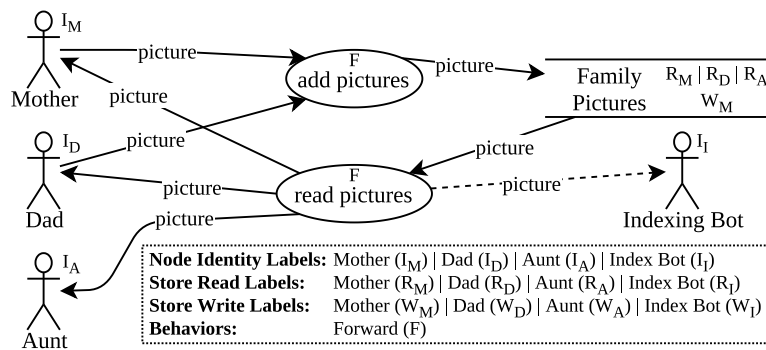 I_M
picture
F
add pictures
picture
Family Pictures
R_M | R_D | R_A
W_M
Mother
picture
I_D
picture
picture
I_I
Dad
picture
F
read pictures
picture
Indexing Bot
picture
I_A
Aunt
Node Identity Labels: Mother (I_M) | Dad (I_D) | Aunt (I_A) | Index Bot (I_I)
Store Read Labels: Mother (R_M) | Dad (R_D) | Aunt (R_A) | Index Bot (R_I)
Store Write Labels: Mother (W_M) | Dad (W_D) | Aunt (W_A) | Index Bot (W_I)
Behaviors: Forward (F)